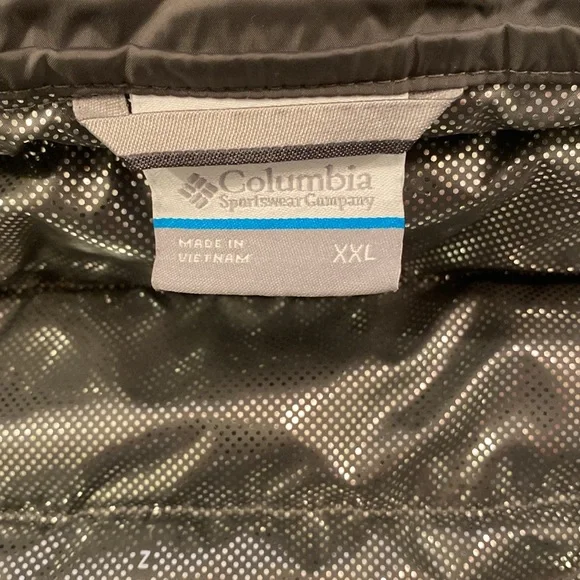 Columbia
Sportswear Company
MADE IN
VIETNAM
XXL
Z